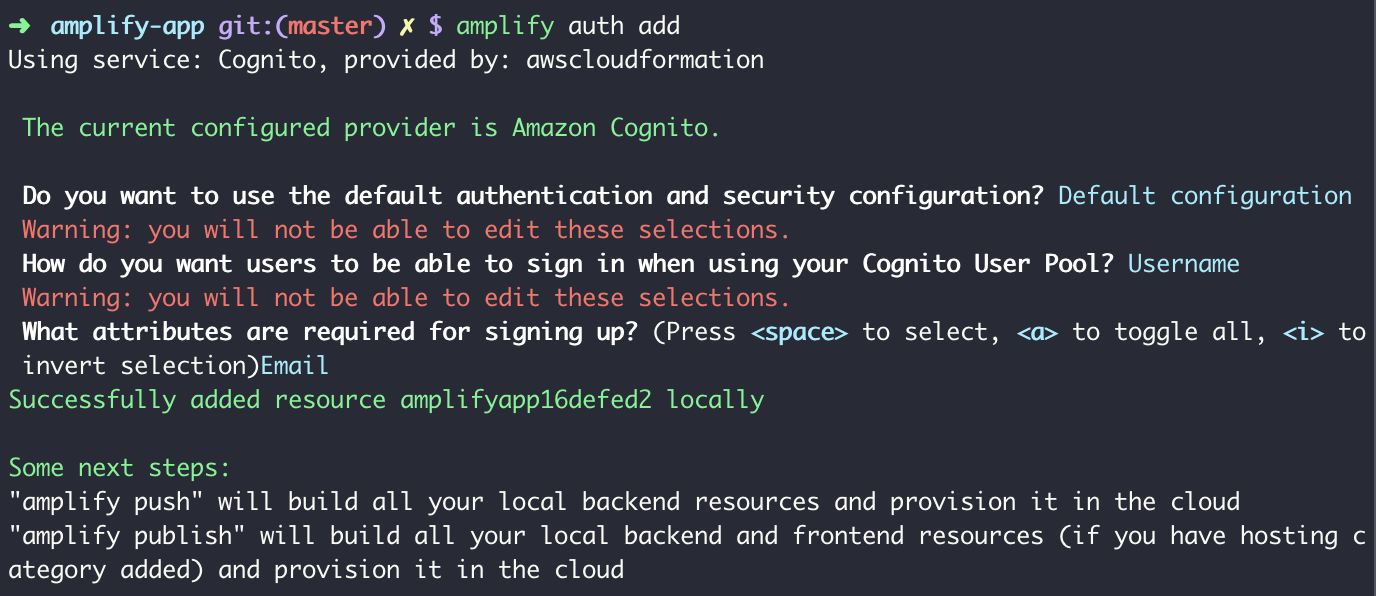 ➜ amplify-app git:(master) ✗ $ amplify auth add
Using service: Cognito, provided by: awscloudformation
The current configured provider is Amazon Cognito.
Do you want to use the default authentication and security configuration? Default configuration
Warning: you will not be able to edit these selections.
How do you want users to be able to sign in when using your Cognito User Pool? Username
Warning: you will not be able to edit these selections.
What attributes are required for signing up? (Press <space> to select, <a> to toggle all, <i> to
invert selection)Email
Successfully added resource amplifyapp16defed2 locally
Some next steps:
"amplify push" will build all your local backend resources and provision it in the cloud
"amplify publish" will build all your local backend and frontend resources (if you have hosting c
ategory added) and provision it in the cloud